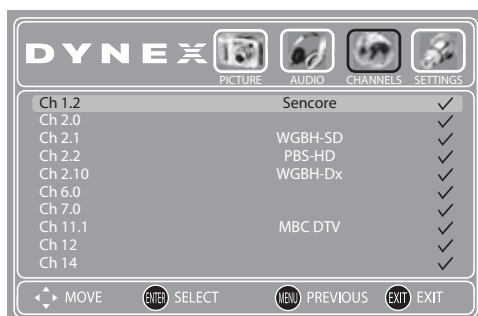 DYNEX
PICTURE AUDIO CHANNELS SETTINGS
Ch 1.2 Sencore ✓
Ch 2.0 ✓
Ch 2.1 WGBH-SD ✓
Ch 2.2 PBS-HD ✓
Ch 2.10 WGBH-Dx ✓
Ch 6.0 ✓
Ch 7.0 ✓
Ch 11.1 MBC DTV ✓
Ch 12 ✓
Ch 14 ✓
MOVE ENTER SELECT MENU PREVIOUS EXIT EXIT